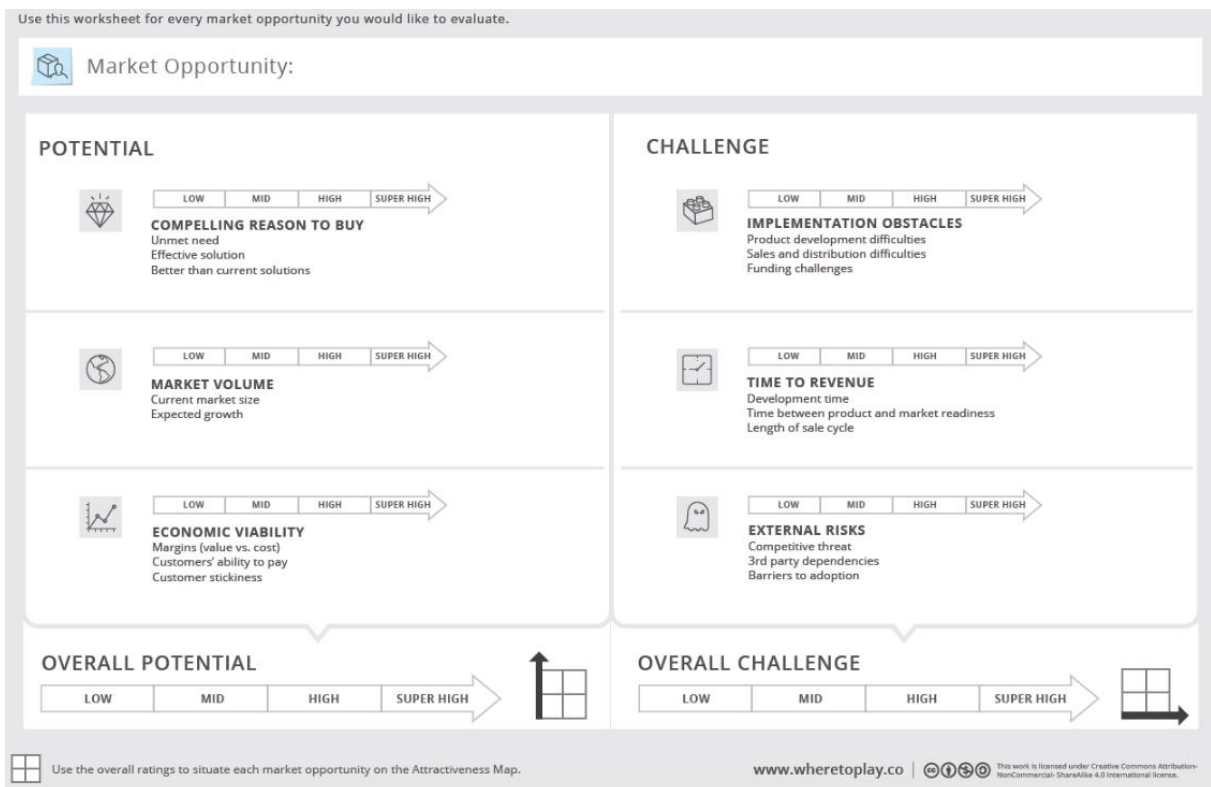 Use this worksheet for every market opportunity you would like to evaluate.
Market Opportunity:
POTENTIAL
LOW MID HIGH SUPER HIGH
COMPELLING REASON TO BUY
Unmet need
Effective solution
Better than current solutions
LOW MID HIGH SUPER HIGH
MARKET VOLUME
Current market size
Expected growth
LOW MID HIGH SUPER HIGH
ECONOMIC VIABILITY
Margins (value vs. cost)
Customers' ability to pay
Customer stickiness
OVERALL POTENTIAL
LOW MID HIGH SUPER HIGH
CHALLENGE
LOW MID HIGH SUPER HIGH
IMPLEMENTATION OBSTACLES
Product development difficulties
Sales and distribution difficulties
Funding challenges
LOW MID HIGH SUPER HIGH
TIME TO REVENUE
Development time
Time between product and market readiness
Length of sale cycle
LOW MID HIGH SUPER HIGH
EXTERNAL RISKS
Competitive threat
3rd party dependencies
Barriers to adoption
OVERALL CHALLENGE
LOW MID HIGH SUPER HIGH
Use the overall ratings to situate each market opportunity on the Attractiveness Map.
www.wheretoplay.co
This work is licensed under Creative Commons Attribution-
NonCommercial- ShareAlike 4.0 International license.